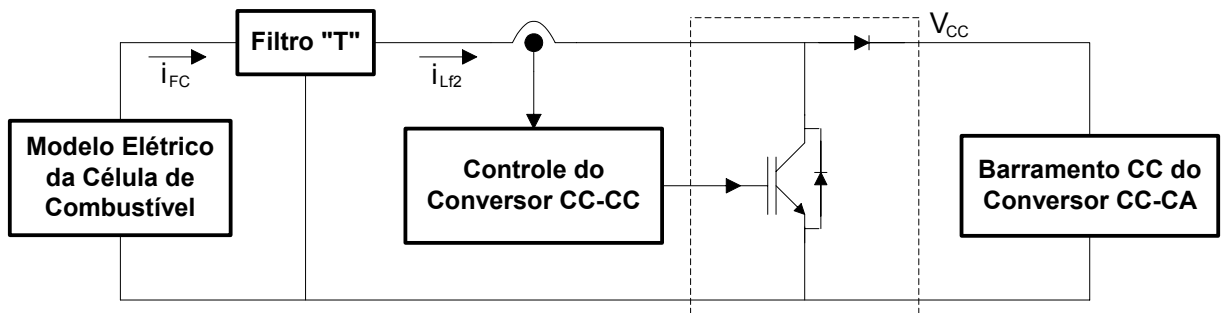 Filtro "T"
V_CC
i_FC
i_Lf2
Modelo Elétrico
da Célula de
Combustível
Controle do
Conversor CC-CC
Barramento CC do
Conversor CC-CA